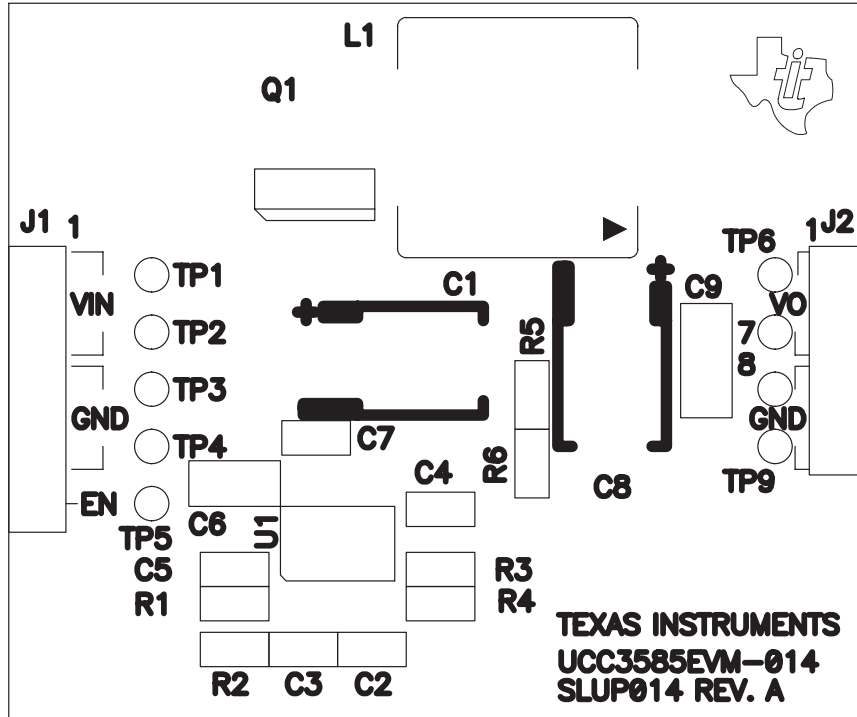 L1
Q1
J1 1
TP6
1 J2
TP1
C1
C9
VIN
VO
TP2
R5
7
TP3
8
GND
GND
TP4
C7
R6
C4
C8
TP9
EN
C6
U1
TP5
C5
R3
R1
R4
TEXAS INSTRUMENTS
UCC3585EVM-014
SLUP014 REV. A
R2 C3 C2